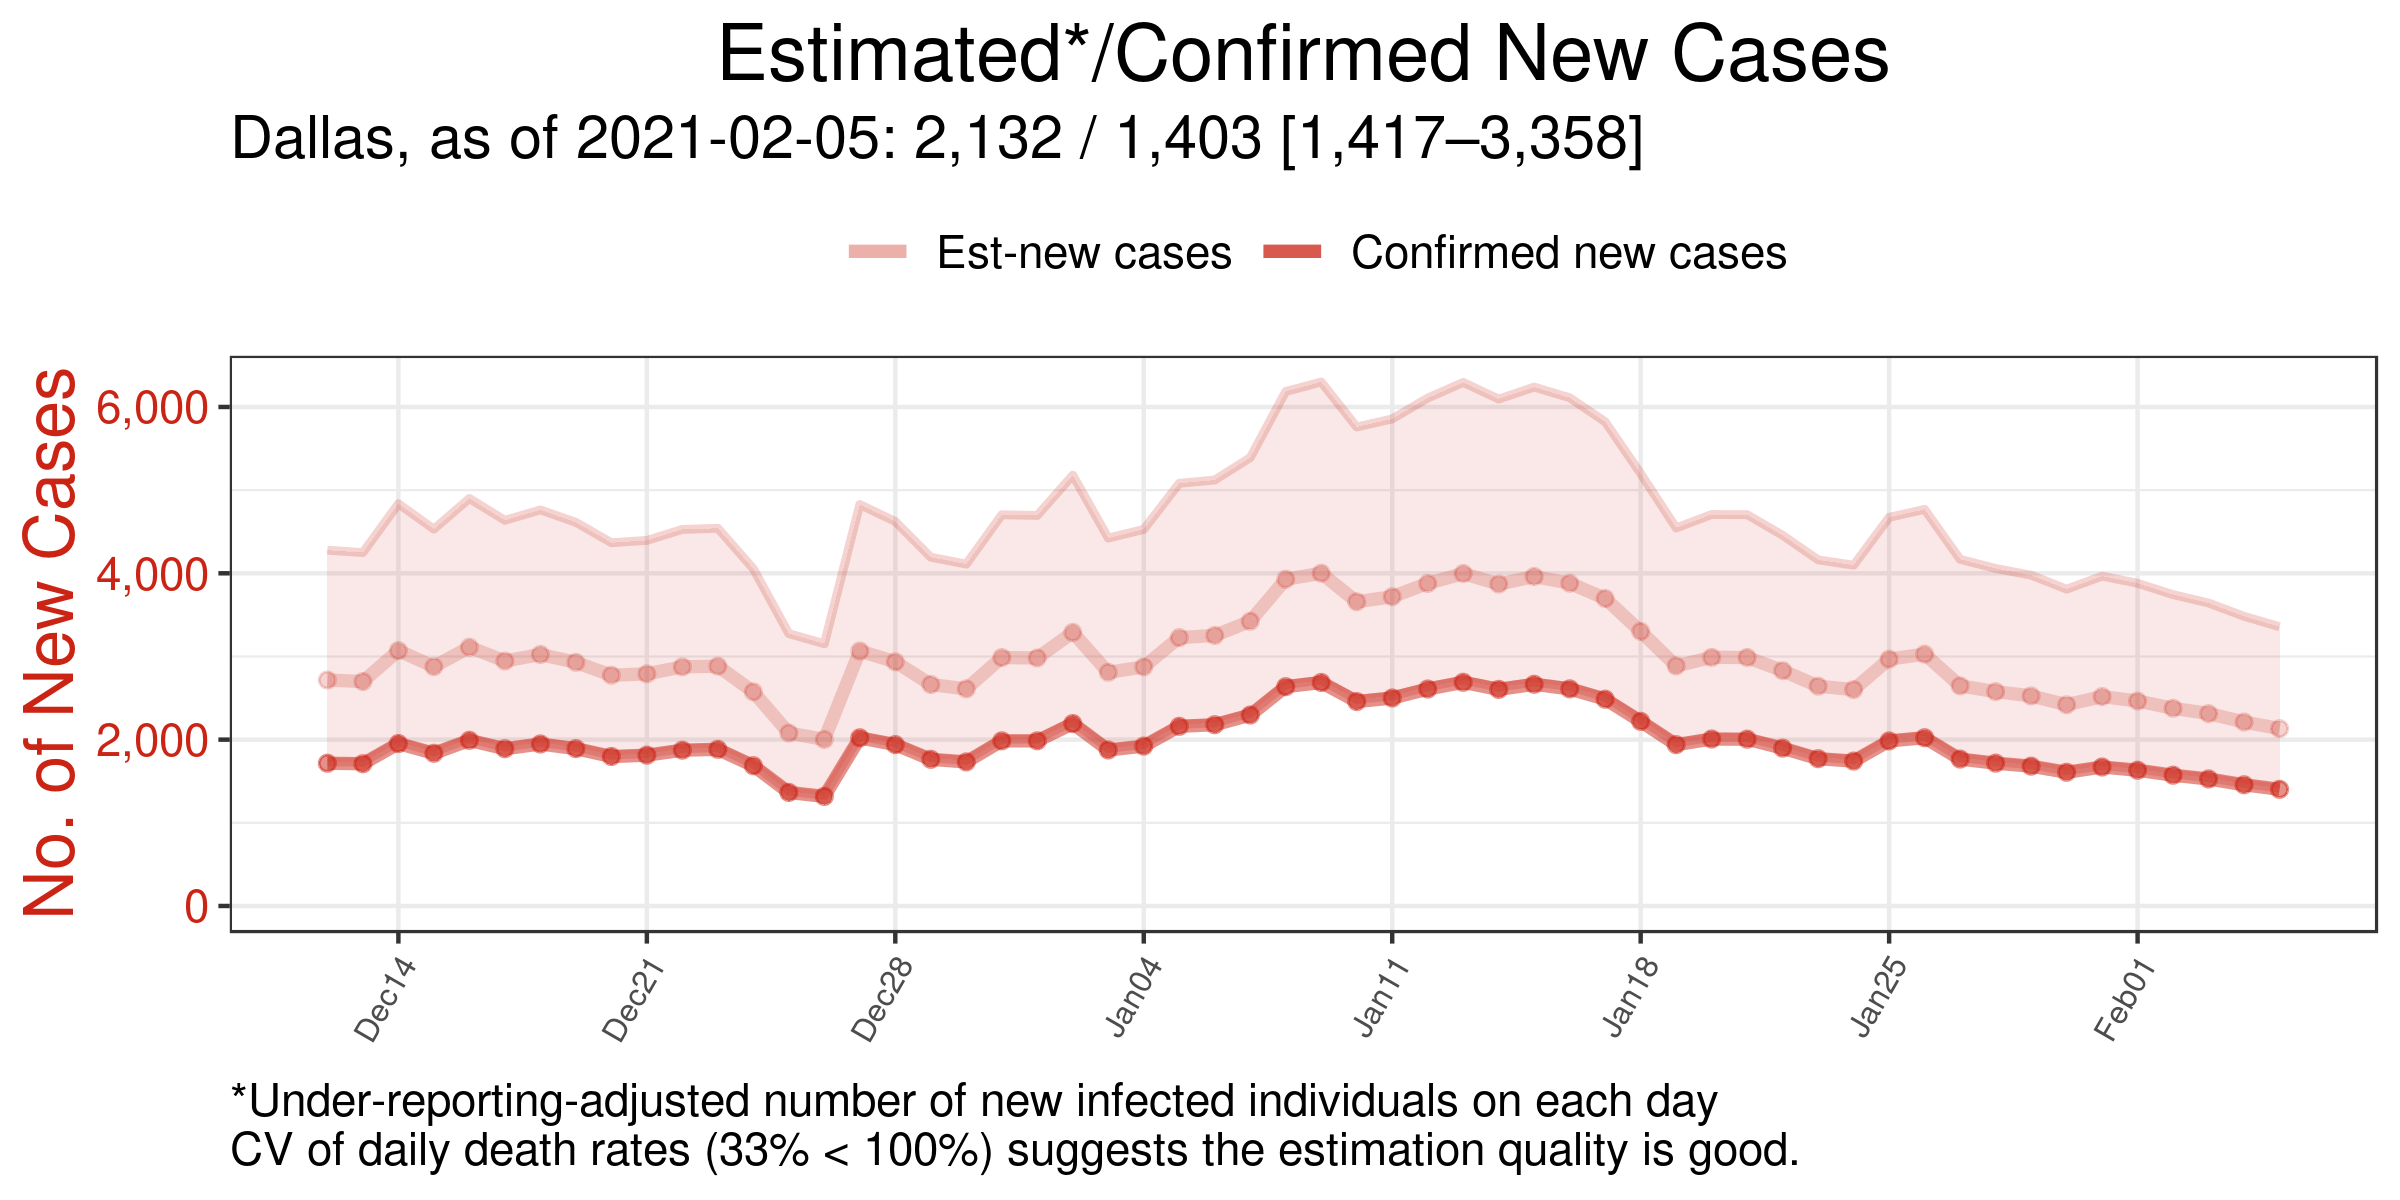 Estimated*/Confirmed New Cases
Dallas, as of 2021-02-05: 2,132 / 1,403 [1,417–3,358]
Est-new cases Confirmed new cases
No. of New Cases
6,000
4,000
2,000
0
Dec14 Dec21 Dec28 Jan04 Jan11 Jan18 Jan25 Feb01
*Under-reporting-adjusted number of new infected individuals on each day
CV of daily death rates (33% < 100%) suggests the estimation quality is good.